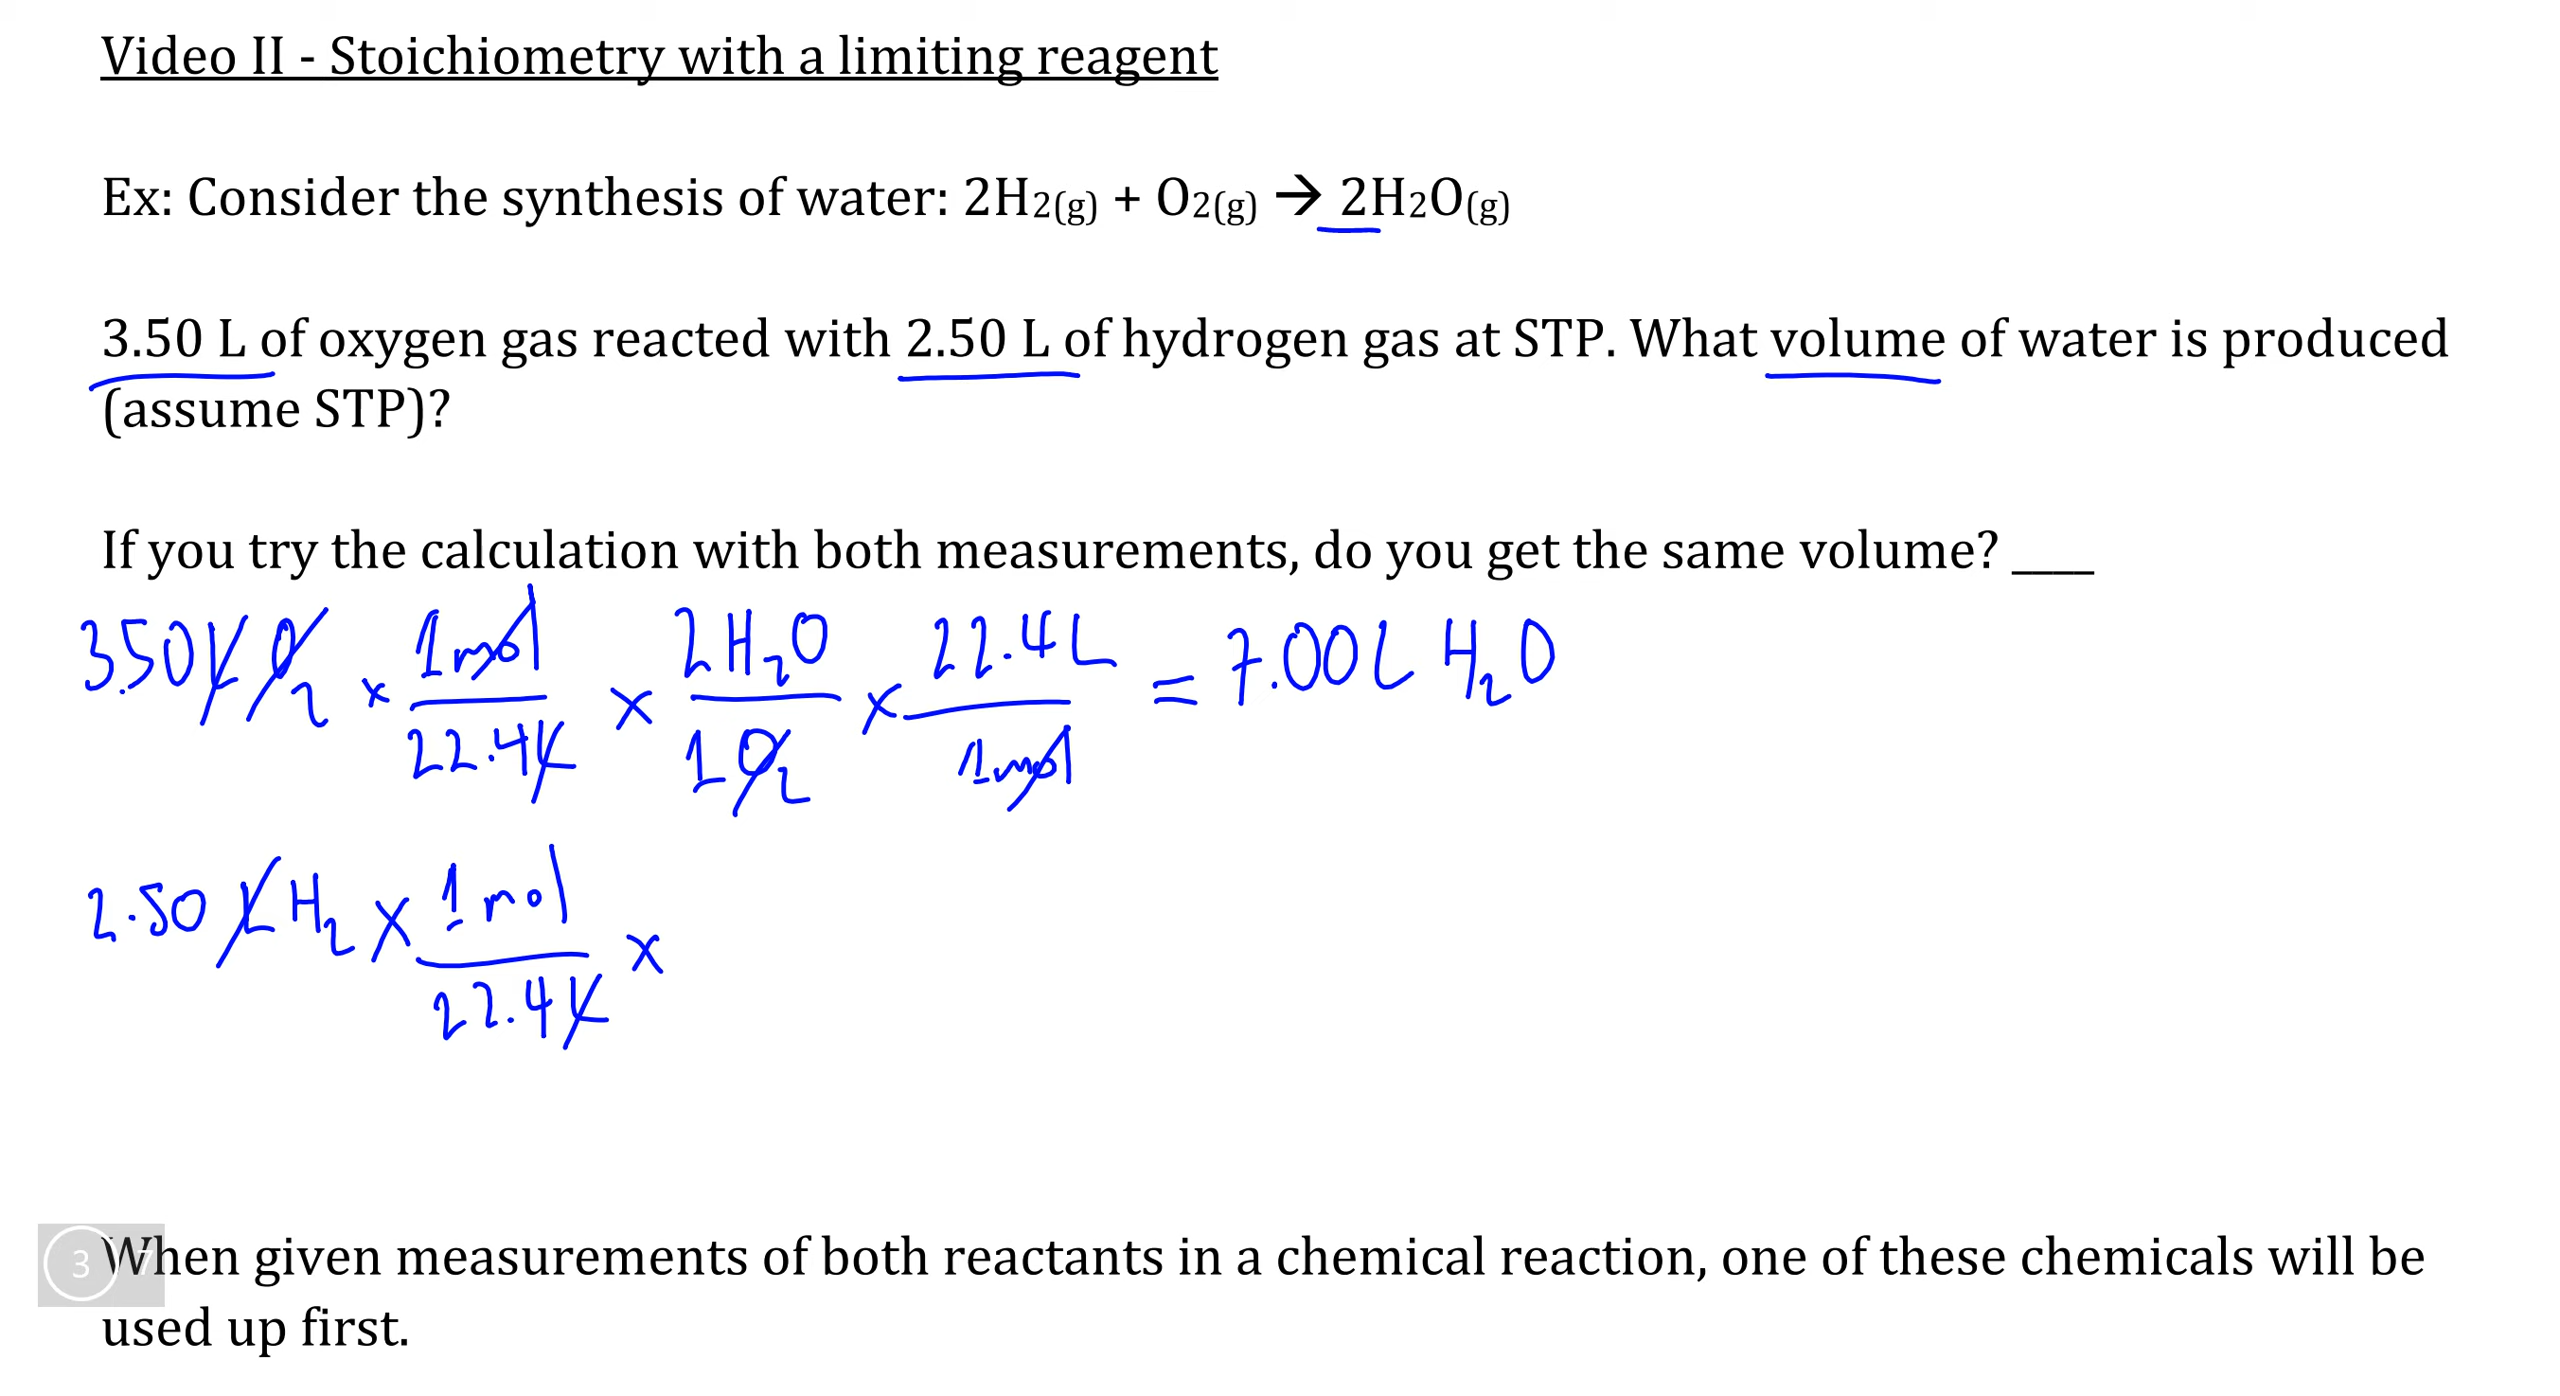 Video II - Stoichiometry with a limiting reagent
Ex: Consider the synthesis of water: 2H2(g) + O2(g) → 2H2O(g)
3.50 L of oxygen gas reacted with 2.50 L of hydrogen gas at STP. What volume of water is produced
(assume STP)?
If you try the calculation with both measurements, do you get the same volume? ____
3.50 L O2 × 1 mol / 22.4 L × 2 H2O / 1 O2 × 22.4 L / 1 mol = 7.00 L H2O
2.50 L H2 × 1 mol / 22.4 L ×
When given measurements of both reactants in a chemical reaction, one of these chemicals will be
used up first.
3 7